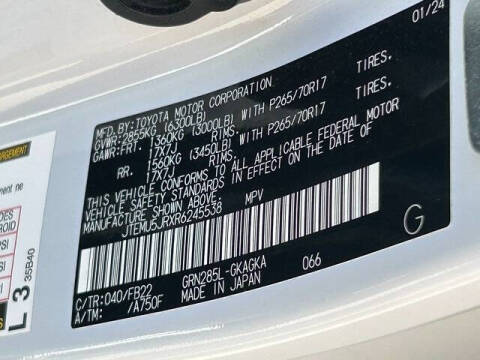 01/24
MFD.BY:TOYOTA MOTOR CORPORATION
GVWR:2855KG (6300LB)
GAWR:FRT. 1360KG (3000LB) WITH P265/70R17 TIRES,
17X7J RIMS,
RR. 1560KG (3450LB) WITH P265/70R17 TIRES,
17X7J RIMS,
THIS VEHICLE CONFORMS TO ALL APPLICABLE FEDERAL MOTOR
VEHICLE SAFETY STANDARDS IN EFFECT ON THE DATE OF
MANUFACTURE SHOWN ABOVE.
JTEMU5JRXR6245538 MPV
G
C/TR:040/FB22 GRN285L-GKAGKA 066
A/TM: /A750F MADE IN JAPAN
L 3 35B40
PSI